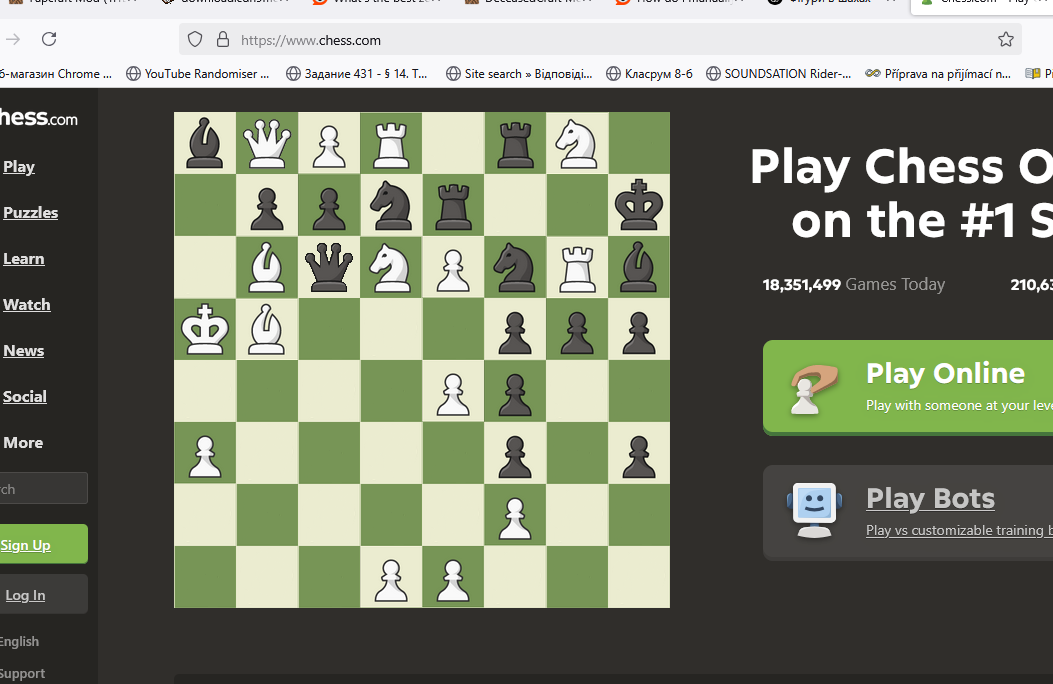 https://www.chess.com
б-магазин Chrome ... YouTube Randomiser ... Задание 431 - § 14. Т... Site search » Відповіді... Класрум 8-б SOUNDSATION Rider-... Příprava na přijímací n...
hess.com
Play
Puzzles
Learn
Watch
News
Social
More
rch
Sign Up
Log In
English
Support
Play Chess O
on the #1 S
18,351,499 Games Today 210,63
Play Online
Play with someone at your leve
Play Bots
Play vs customizable training b